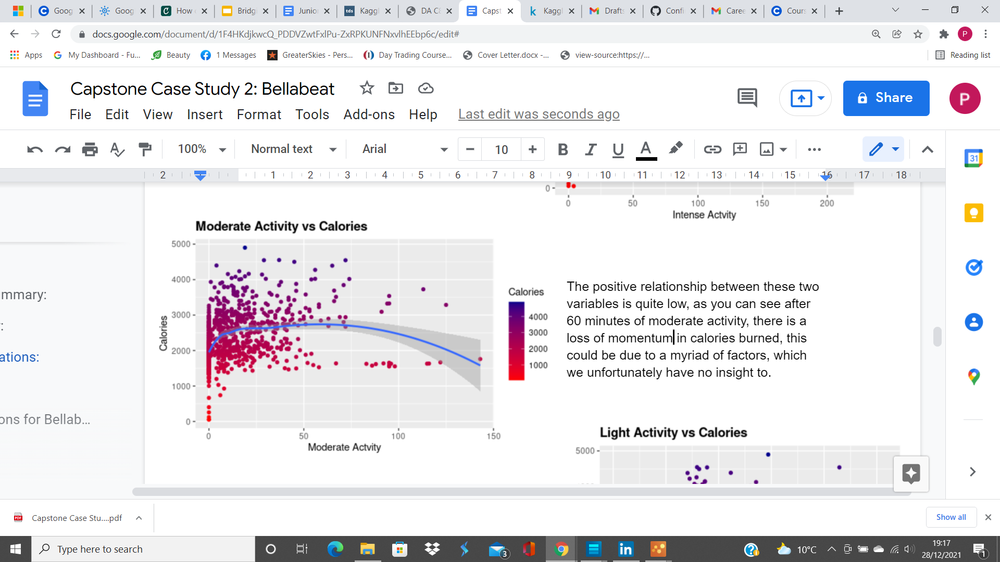 Goog
Goog
How
Bridgi
Junio
Kaggl
DA C
Capst
Kaggl
Drafts
Confi
Caree
Cours
docs.google.com/document/d/1F4HKdjkwcQ_PDDVZwtFxlPu-ZxRPKUNFNxvlhEEbp6c/edit#
Apps
My Dashboard - Fu...
Beauty
1 Messages
GreaterSkies - Pers...
Day Trading Course...
Cover Letter.docx -...
view-source:https://...
Reading list
Capstone Case Study 2: Bellabeat
File Edit View Insert Format Tools Add-ons Help Last edit was seconds ago
Share
P
100% Normal text Arial 10
2 1 2 3 4 5 6 7 8 9 10 11 12 13 14 15 16 17 18
0
0 50 100 150 200
Intense Actvity
mmary:
ations:
ons for Bellab...
Moderate Activity vs Calories
5000
4000
3000
2000
1000
0
Calories
0 50 100 150
Moderate Actvity
Calories
4000
3000
2000
1000
The positive relationship between these two
variables is quite low, as you can see after
60 minutes of moderate activity, there is a
loss of momentum in calories burned, this
could be due to a myriad of factors, which
we unfortunately have no insight to.
Light Activity vs Calories
5000
Capstone Case Stu....pdf
Show all
Type here to search
3
10°C
19:17
28/12/2021
1